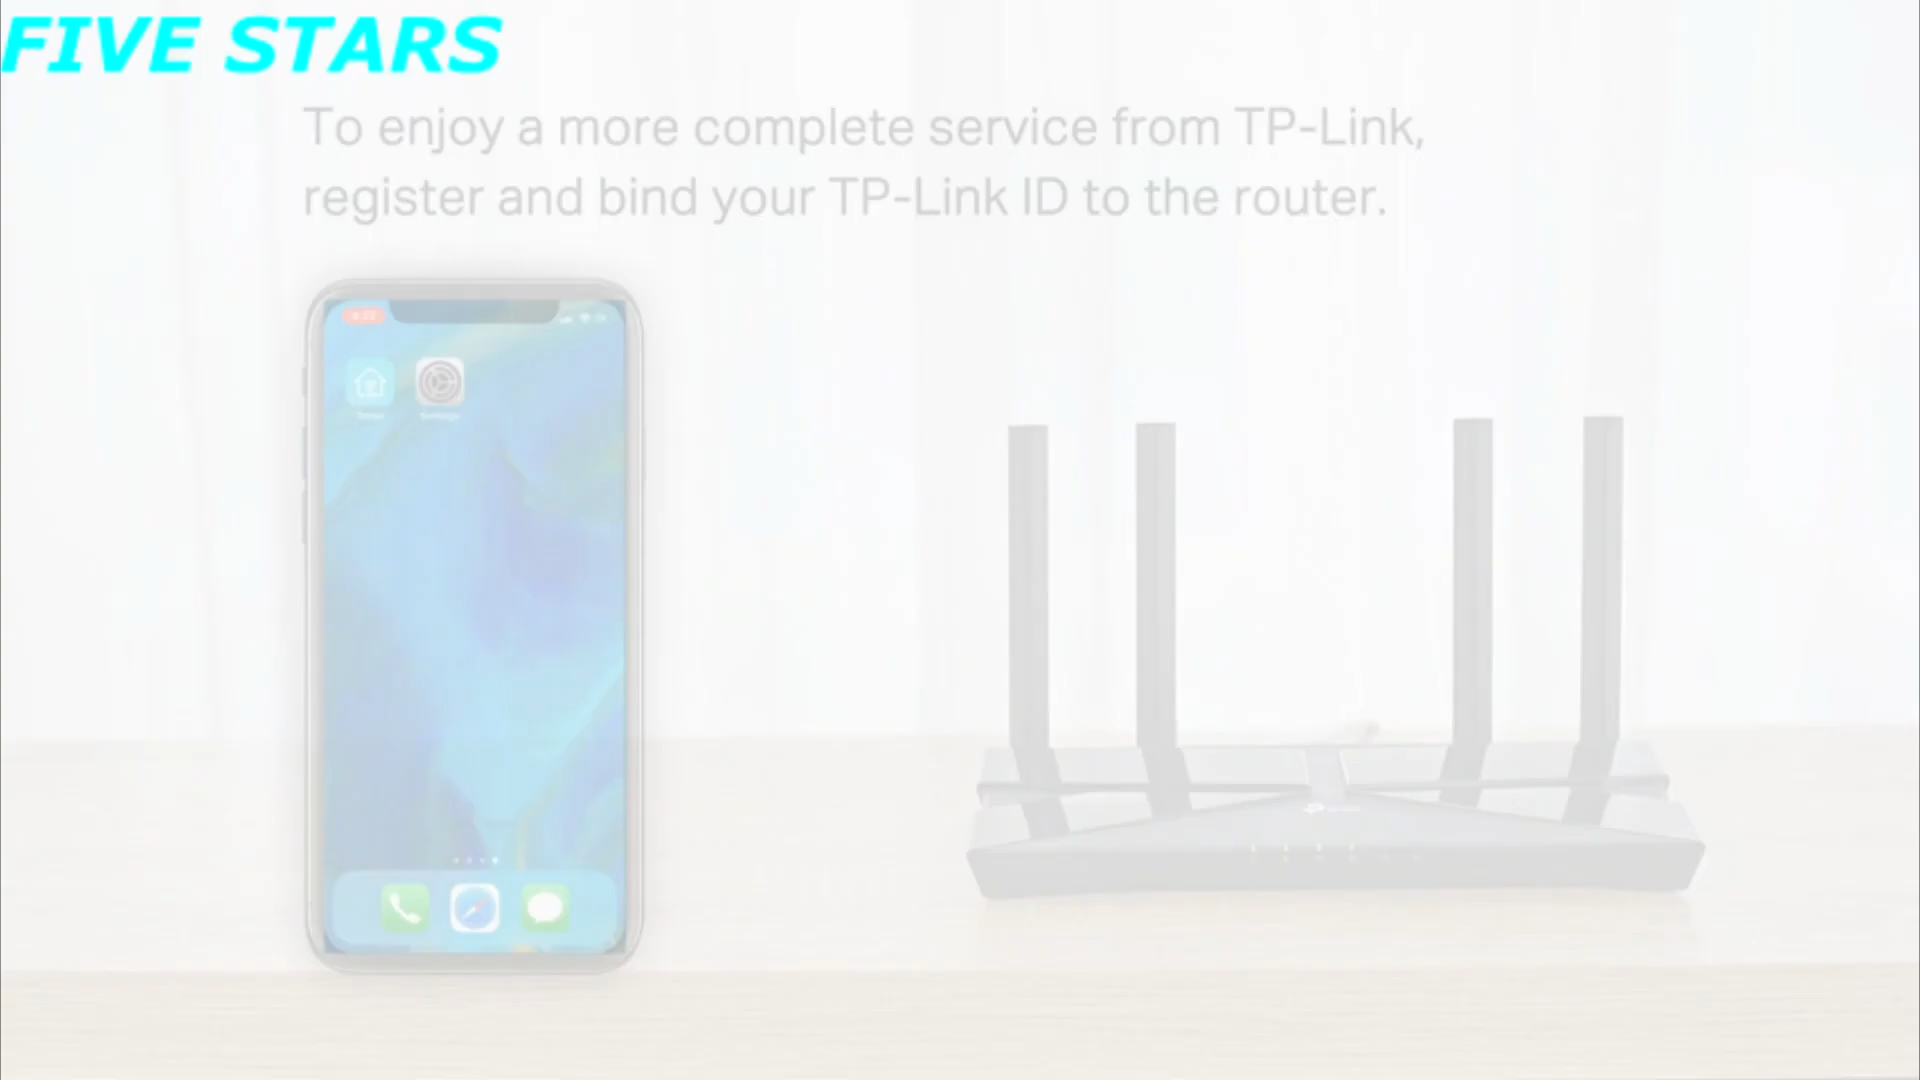 FIVE STARS
To enjoy a more complete service from TP-Link,
register and bind your TP-Link ID to the router.
Settings